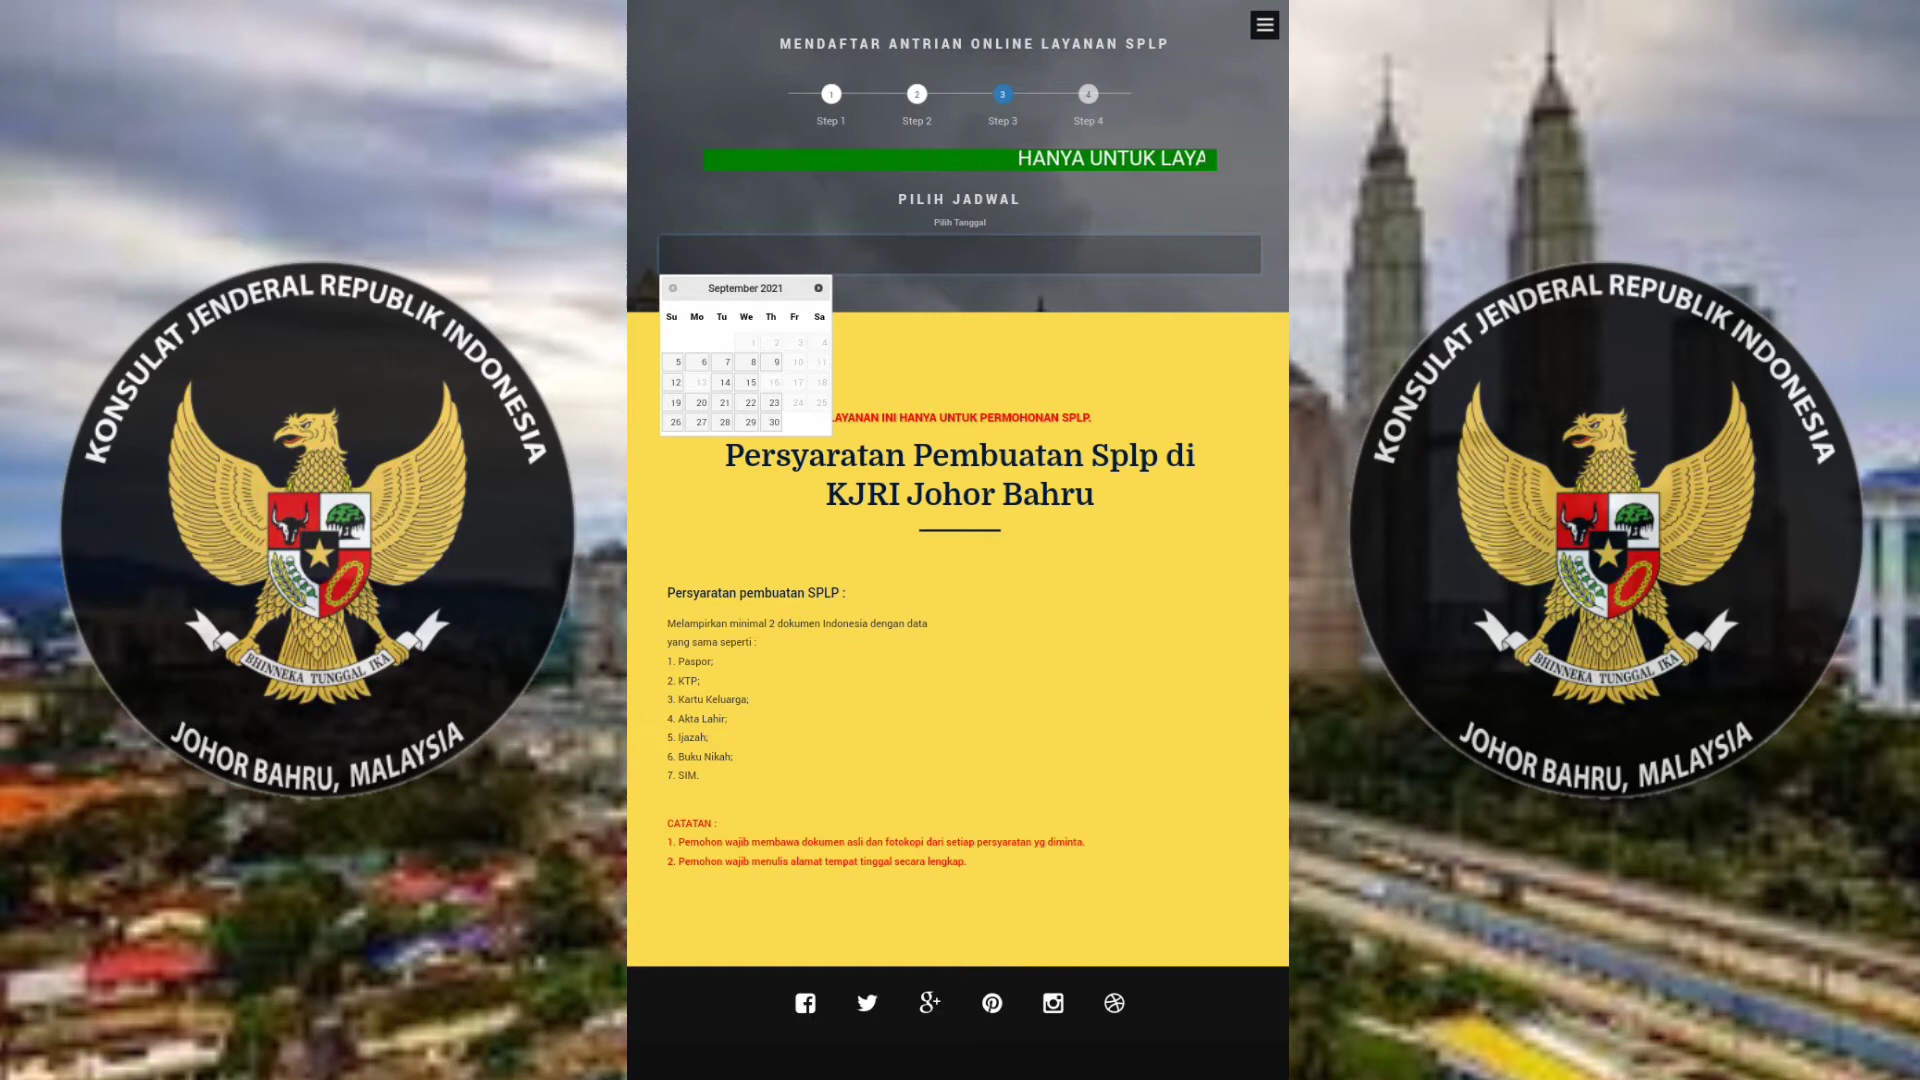 MENDAFTAR ANTRIAN ONLINE LAYANAN SPLP
1 2 3 4
Step 1 Step 2 Step 3 Step 4
HANYA UNTUK LAYA
PILIH JADWAL
Pilih Tanggal
September 2021
Su Mo Tu We Th Fr Sa
1 2 3 4
5 6 7 8 9 10 11
12 13 14 15 16 17 18
19 20 21 22 23 24 25
26 27 28 29 30
LAYANAN INI HANYA UNTUK PERMOHONAN SPLP.
Persyaratan Pembuatan Splp di
KJRI Johor Bahru
Persyaratan pembuatan SPLP :
Melampirkan minimal 2 dokumen Indonesia dengan data
yang sama seperti :
1. Paspor;
2. KTP;
3. Kartu Keluarga;
4. Akta Lahir;
5. Ijazah;
6. Buku Nikah;
7. SIM.
CATATAN :
1. Pemohon wajib membawa dokumen asli dan fotokopi dari setiap persyaratan yg diminta.
2. Pemohon wajib menulis alamat tempat tinggal secara lengkap.
KONSULAT JENDERAL REPUBLIK INDONESIA
BHINNEKA TUNGGAL IKA
JOHOR BAHRU, MALAYSIA
KONSULAT JENDERAL REPUBLIK INDONESIA
BHINNEKA TUNGGAL IKA
JOHOR BAHRU, MALAYSIA